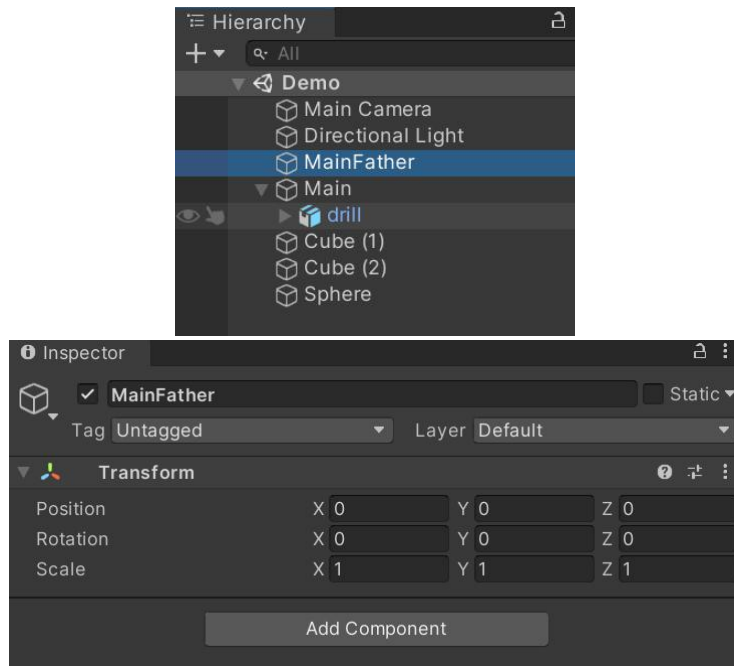 Hierarchy
All
Demo
Main Camera
Directional Light
MainFather
Main
drill
Cube (1)
Cube (2)
Sphere
Inspector
MainFather Static
Tag Untagged Layer Default
Transform
Position X 0 Y 0 Z 0
Rotation X 0 Y 0 Z 0
Scale X 1 Y 1 Z 1
Add Component